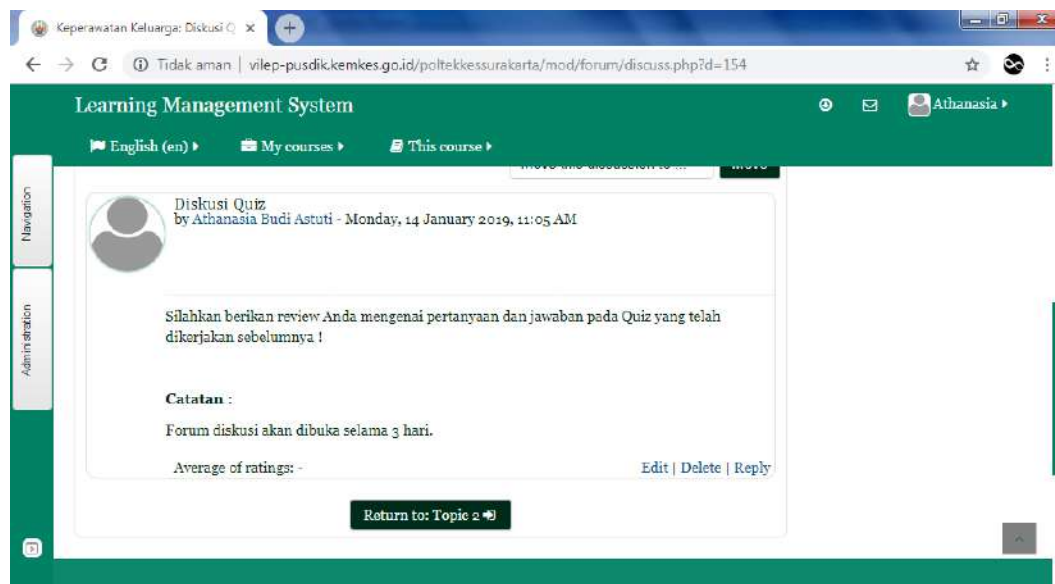 Keperawatan Keluarga: Diskusi Q
Tidak aman | vilep-pusdik.kemkes.go.id/poltekkessurakarta/mod/forum/discuss.php?d=154
Learning Management System
Athanasia
English (en) My courses This course
Navigation
Diskusi Quiz
by Athanasia Budi Astuti - Monday, 14 January 2019, 11:05 AM
Silahkan berikan review Anda mengenai pertanyaan dan jawaban pada Quiz yang telah
dikerjakan sebelumnya !
Administration
Catatan :
Forum diskusi akan dibuka selama 3 hari.
Average of ratings: -
Edit | Delete | Reply
Return to: Topic 2